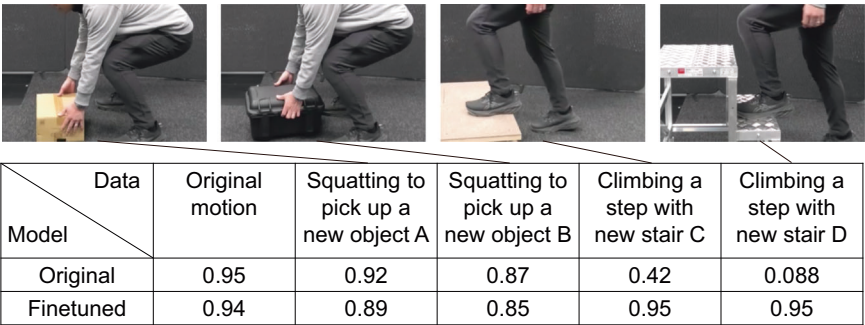 Data
Model
Original motion
Squatting to pick up a new object A
Squatting to pick up a new object B
Climbing a step with new stair C
Climbing a step with new stair D
Original 0.95 0.92 0.87 0.42 0.088
Finetuned 0.94 0.89 0.85 0.95 0.95